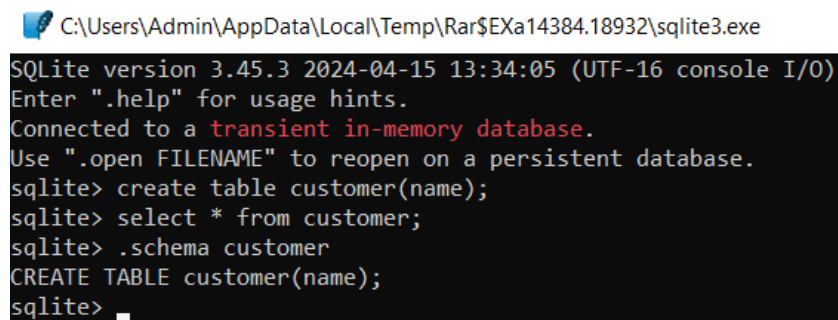 C:\Users\Admin\AppData\Local\Temp\Rar$EXa14384.18932\sqlite3.exe
SQLite version 3.45.3 2024-04-15 13:34:05 (UTF-16 console I/O)
Enter ".help" for usage hints.
Connected to a transient in-memory database.
Use ".open FILENAME" to reopen on a persistent database.
sqlite> create table customer(name);
sqlite> select * from customer;
sqlite> .schema customer
CREATE TABLE customer(name);
sqlite>